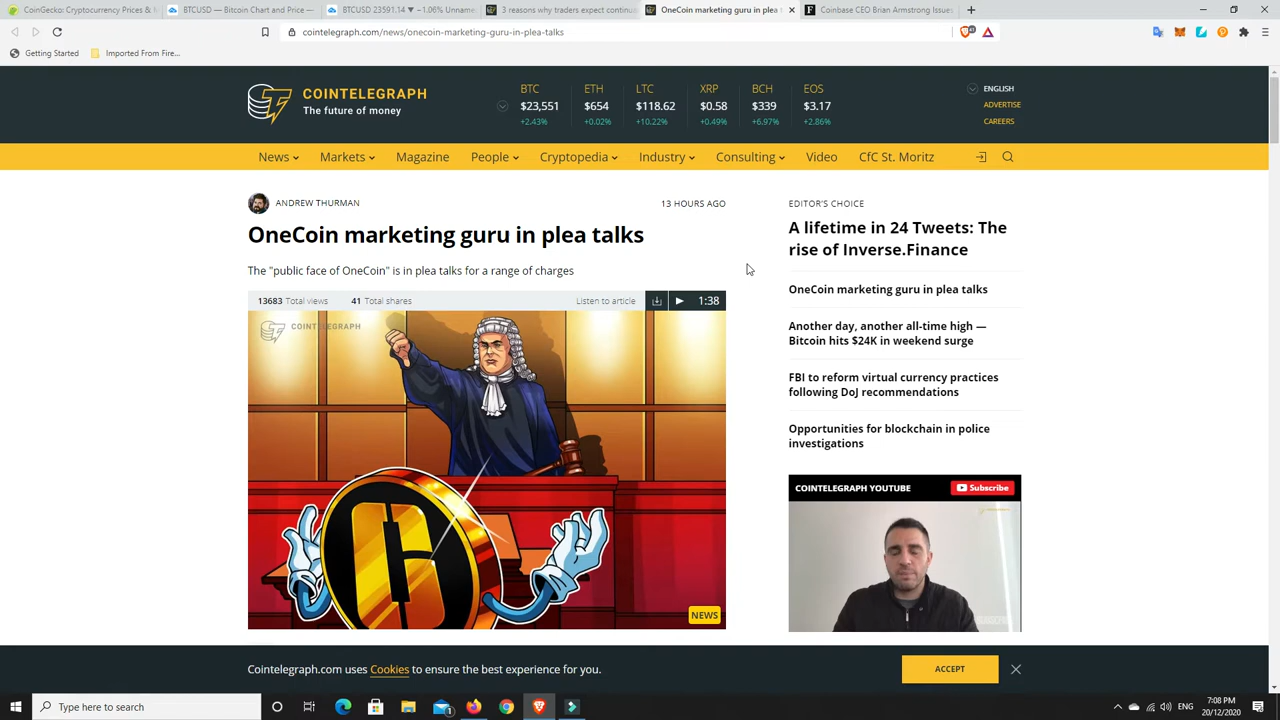 CoinGecko: Cryptocurrency Prices &
BTCUSD — Bitcoin Chart and Price —
BTCUSD 23591.14 ▼ −1.06% Unname
3 reasons why traders expect continu
OneCoin marketing guru in plea t
Coinbase CEO Brian Armstrong Issues
cointelegraph.com/news/onecoin-marketing-guru-in-plea-talks
Getting Started
Imported From Fire...
COINTELEGRAPH
The future of money
BTC ETH LTC XRP BCH EOS
$23,551 $654 $118.62 $0.58 $339 $3.17
+2.43% +0.02% +10.22% +0.49% +6.97% +2.86%
ENGLISH
ADVERTISE
CAREERS
News Markets Magazine People Cryptopedia Industry Consulting Video CfC St. Moritz
ANDREW THURMAN
13 HOURS AGO
OneCoin marketing guru in plea talks
The "public face of OneCoin" is in plea talks for a range of charges
13683 Total views 41 Total shares Listen to article 1:38
COINTELEGRAPH
NEWS
EDITOR'S CHOICE
A lifetime in 24 Tweets: The
rise of Inverse.Finance
OneCoin marketing guru in plea talks
Another day, another all-time high —
Bitcoin hits $24K in weekend surge
FBI to reform virtual currency practices
following DoJ recommendations
Opportunities for blockchain in police
investigations
COINTELEGRAPH YOUTUBE
Subscribe
Cointelegraph.com uses Cookies to ensure the best experience for you.
ACCEPT
Type here to search
ENG
7:08 PM
20/12/2020